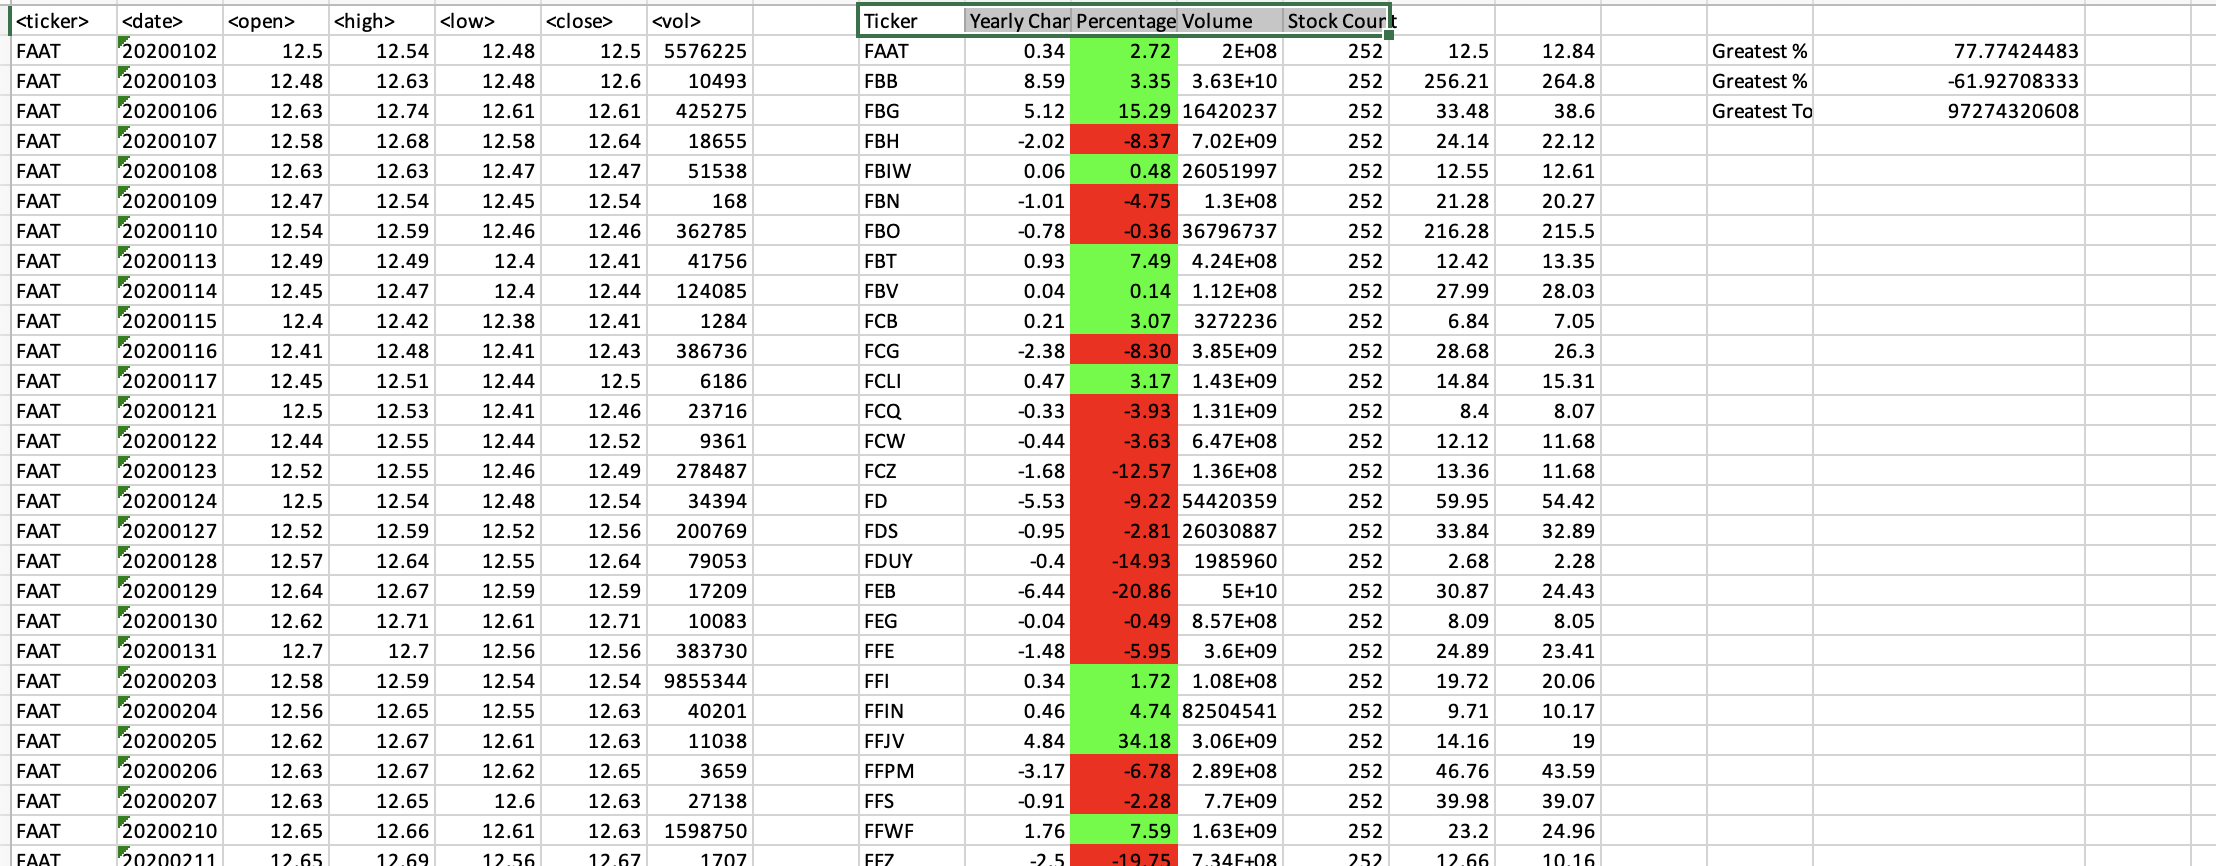 <ticker> <date> <open> <high> <low> <close> <vol> Ticker Yearly Char Percentage Volume Stock Count
FAAT 20200102 12.5 12.54 12.48 12.5 5576225 FAAT 0.34 2.72 2E+08 252 12.5 12.84 Greatest % 77.77424483
FAAT 20200103 12.48 12.63 12.48 12.6 10493 FBB 8.59 3.35 3.63E+10 252 256.21 264.8 Greatest % -61.92708333
FAAT 20200106 12.63 12.74 12.61 12.61 425275 FBG 5.12 15.29 16420237 252 33.48 38.6 Greatest To 97274320608
FAAT 20200107 12.58 12.68 12.58 12.64 18655 FBH -2.02 -8.37 7.02E+09 252 24.14 22.12
FAAT 20200108 12.63 12.63 12.47 12.47 51538 FBIW 0.06 0.48 26051997 252 12.55 12.61
FAAT 20200109 12.47 12.54 12.45 12.54 168 FBN -1.01 -4.75 1.3E+08 252 21.28 20.27
FAAT 20200110 12.54 12.59 12.46 12.46 362785 FBO -0.78 -0.36 36796737 252 216.28 215.5
FAAT 20200113 12.49 12.49 12.4 12.41 41756 FBT 0.93 7.49 4.24E+08 252 12.42 13.35
FAAT 20200114 12.45 12.47 12.4 12.44 124085 FBV 0.04 0.14 1.12E+08 252 27.99 28.03
FAAT 20200115 12.4 12.42 12.38 12.41 1284 FCB 0.21 3.07 3272236 252 6.84 7.05
FAAT 20200116 12.41 12.48 12.41 12.43 386736 FCG -2.38 -8.30 3.85E+09 252 28.68 26.3
FAAT 20200117 12.45 12.51 12.44 12.5 6186 FCLI 0.47 3.17 1.43E+09 252 14.84 15.31
FAAT 20200121 12.5 12.53 12.41 12.46 23716 FCQ -0.33 -3.93 1.31E+09 252 8.4 8.07
FAAT 20200122 12.44 12.55 12.44 12.52 9361 FCW -0.44 -3.63 6.47E+08 252 12.12 11.68
FAAT 20200123 12.52 12.55 12.46 12.49 278487 FCZ -1.68 -12.57 1.36E+08 252 13.36 11.68
FAAT 20200124 12.5 12.54 12.48 12.54 34394 FD -5.53 -9.22 54420359 252 59.95 54.42
FAAT 20200127 12.52 12.59 12.52 12.56 200769 FDS -0.95 -2.81 26030887 252 33.84 32.89
FAAT 20200128 12.57 12.64 12.55 12.64 79053 FDUY -0.4 -14.93 1985960 252 2.68 2.28
FAAT 20200129 12.64 12.67 12.59 12.59 17209 FEB -6.44 -20.86 5E+10 252 30.87 24.43
FAAT 20200130 12.62 12.71 12.61 12.71 10083 FEG -0.04 -0.49 8.57E+08 252 8.09 8.05
FAAT 20200131 12.7 12.7 12.56 12.56 383730 FFE -1.48 -5.95 3.6E+09 252 24.89 23.41
FAAT 20200203 12.58 12.59 12.54 12.54 9855344 FFI 0.34 1.72 1.08E+08 252 19.72 20.06
FAAT 20200204 12.56 12.65 12.55 12.63 40201 FFIN 0.46 4.74 82504541 252 9.71 10.17
FAAT 20200205 12.62 12.67 12.61 12.63 11038 FFJV 4.84 34.18 3.06E+09 252 14.16 19
FAAT 20200206 12.63 12.67 12.62 12.65 3659 FFPM -3.17 -6.78 2.89E+08 252 46.76 43.59
FAAT 20200207 12.63 12.65 12.6 12.63 27138 FFS -0.91 -2.28 7.7E+09 252 39.98 39.07
FAAT 20200210 12.65 12.66 12.61 12.63 1598750 FFWF 1.76 7.59 1.63E+09 252 23.2 24.96
FAAT 20200211 12.65 12.69 12.56 12.67 1707 FFZ -2.5 -19.75 7.34E+08 252 12.66 10.16